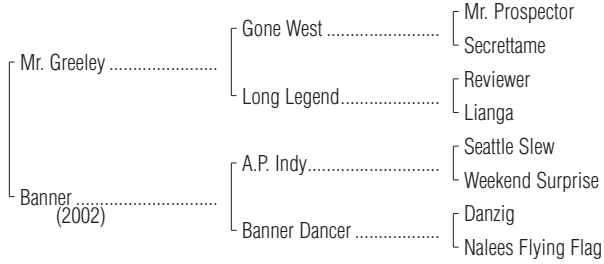 Mr. Prospector
Gone West ......................
Secrettame
Mr. Greeley .....................
Reviewer
Long Legend...................
Lianga
Seattle Slew
A.P. Indy.........................
Weekend Surprise
Banner ...........................
(2002)
Danzig
Banner Dancer ................
Nalees Flying Flag